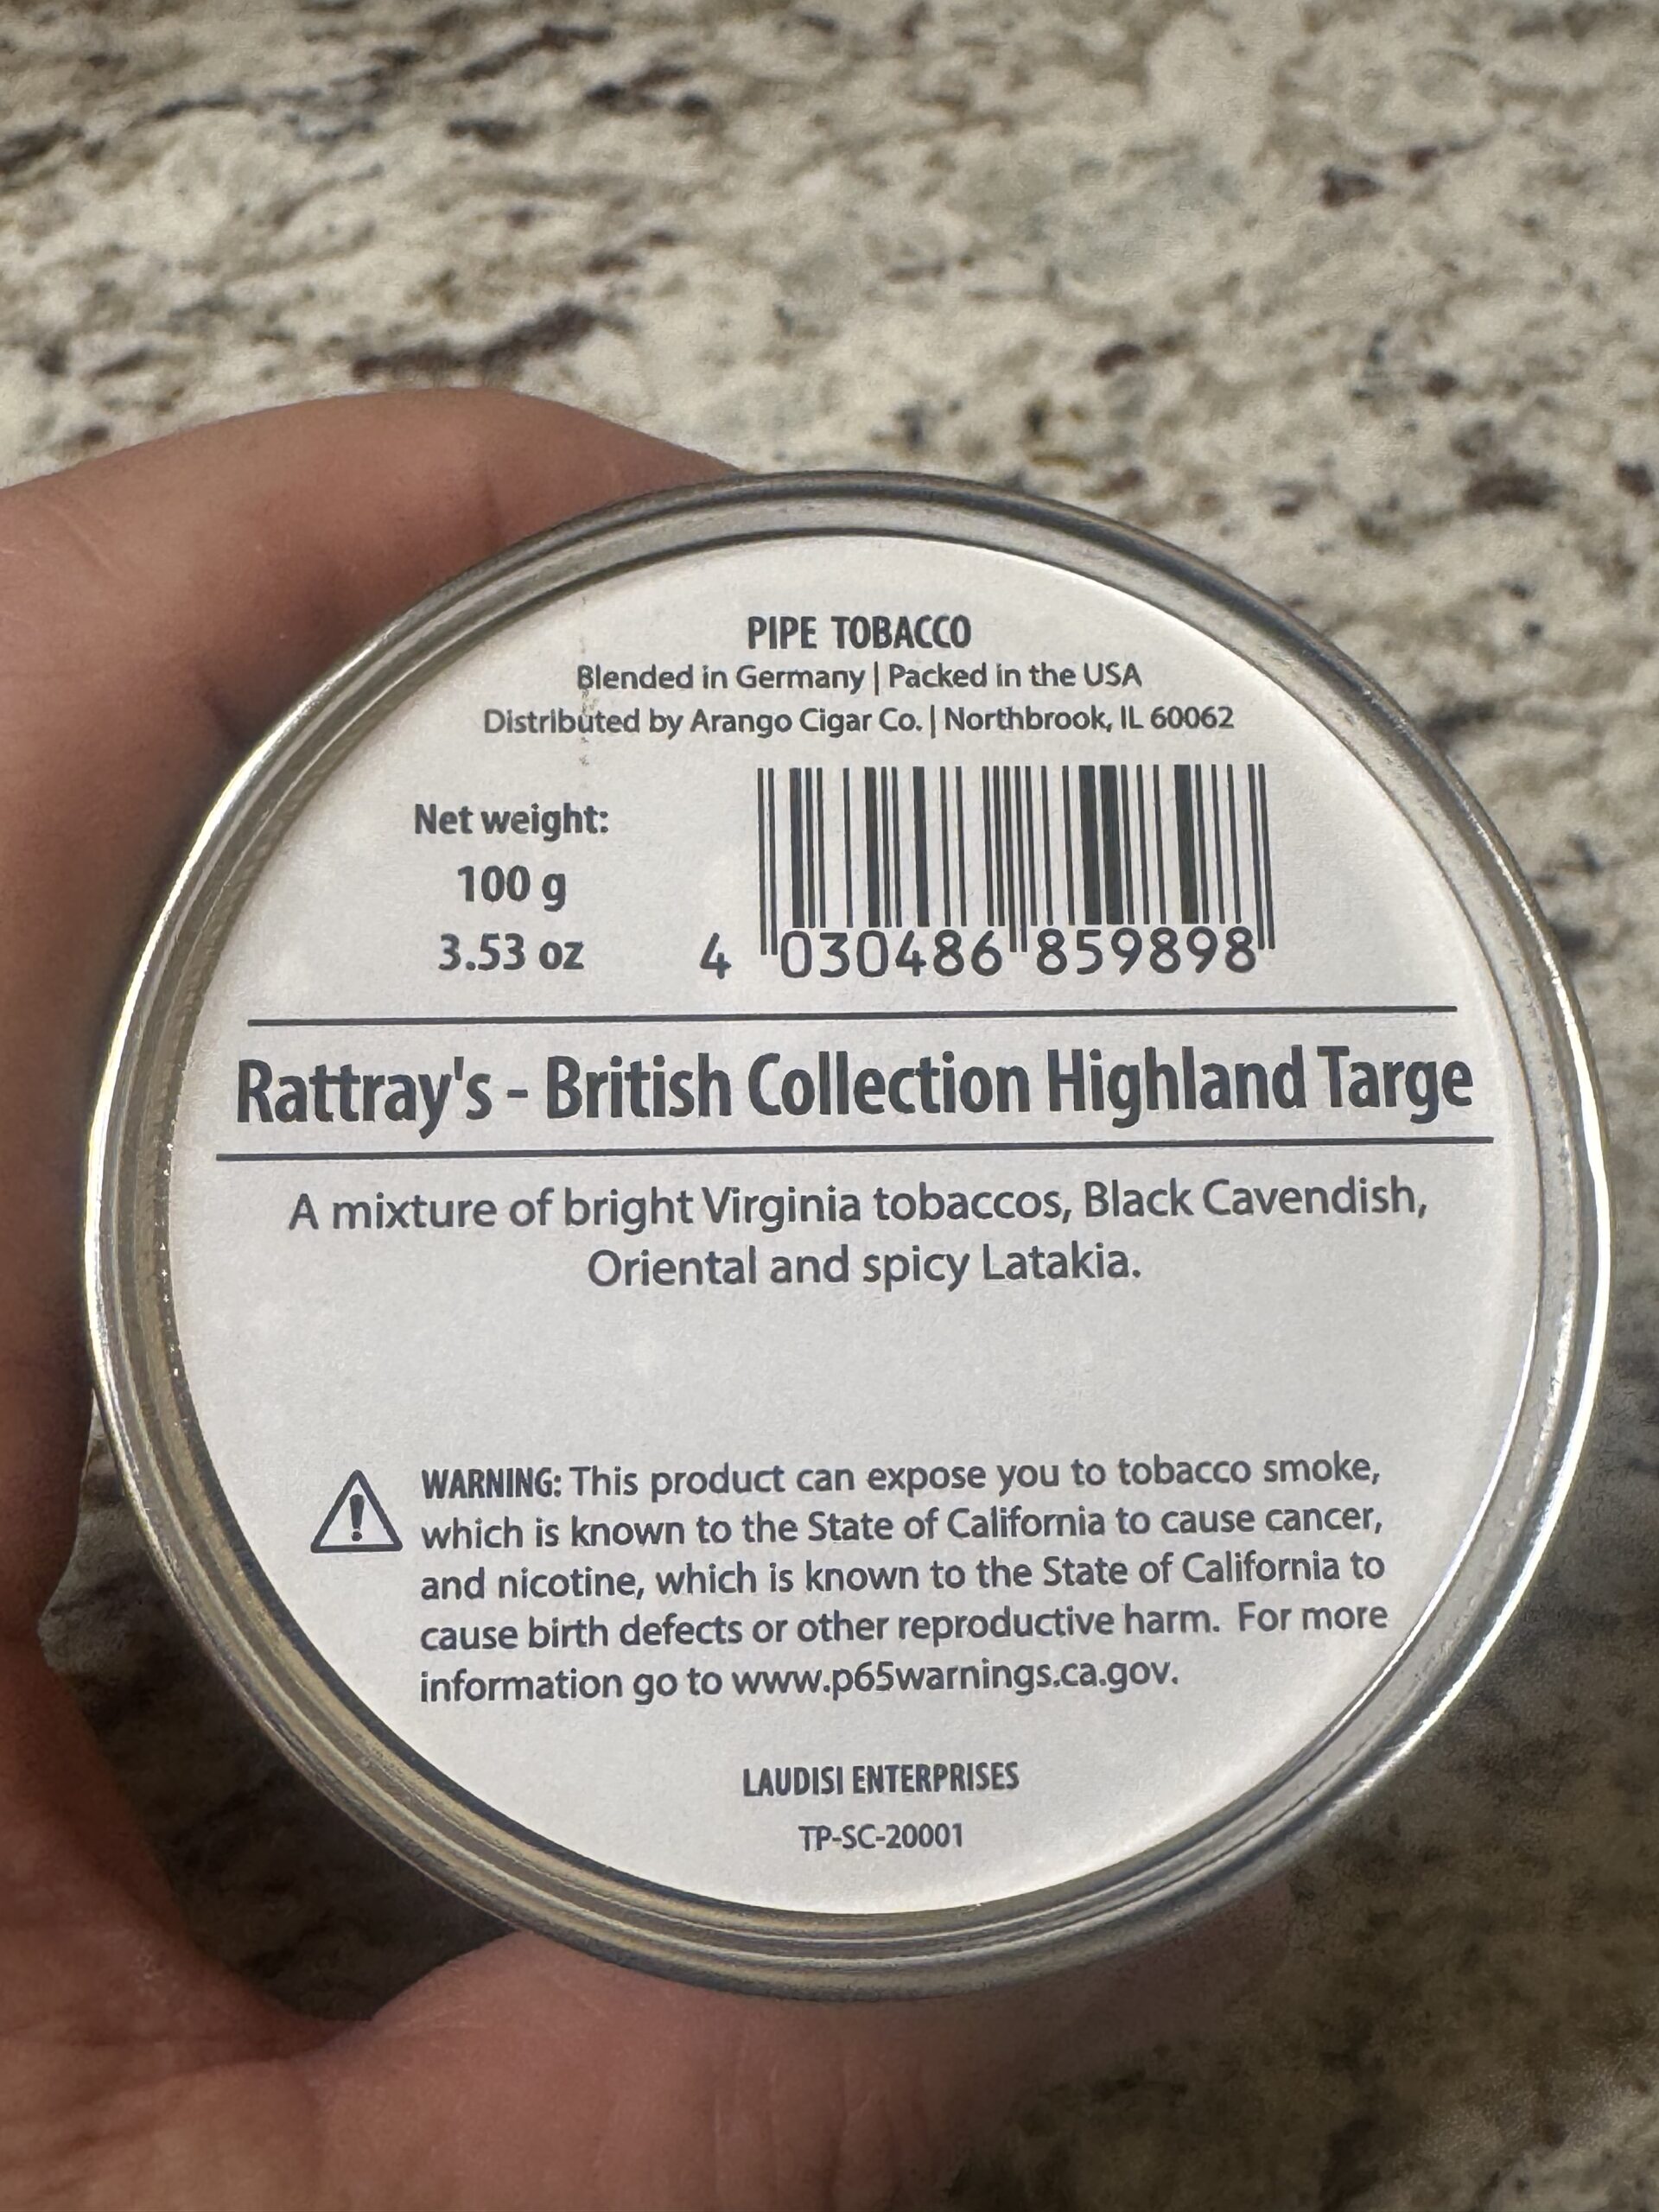 PIPE TOBACCO
Blended in Germany | Packed in the USA
Distributed by Arango Cigar Co. | Northbrook, IL 60062
Net weight:
100 g
3.53 oz
4 030486 859898
Rattray's - British Collection Highland Targe
A mixture of bright Virginia tobaccos, Black Cavendish,
Oriental and spicy Latakia.
WARNING: This product can expose you to tobacco smoke,
which is known to the State of California to cause cancer,
and nicotine, which is known to the State of California to
cause birth defects or other reproductive harm. For more
information go to www.p65warnings.ca.gov.
LAUDISI ENTERPRISES
TP-SC-20001